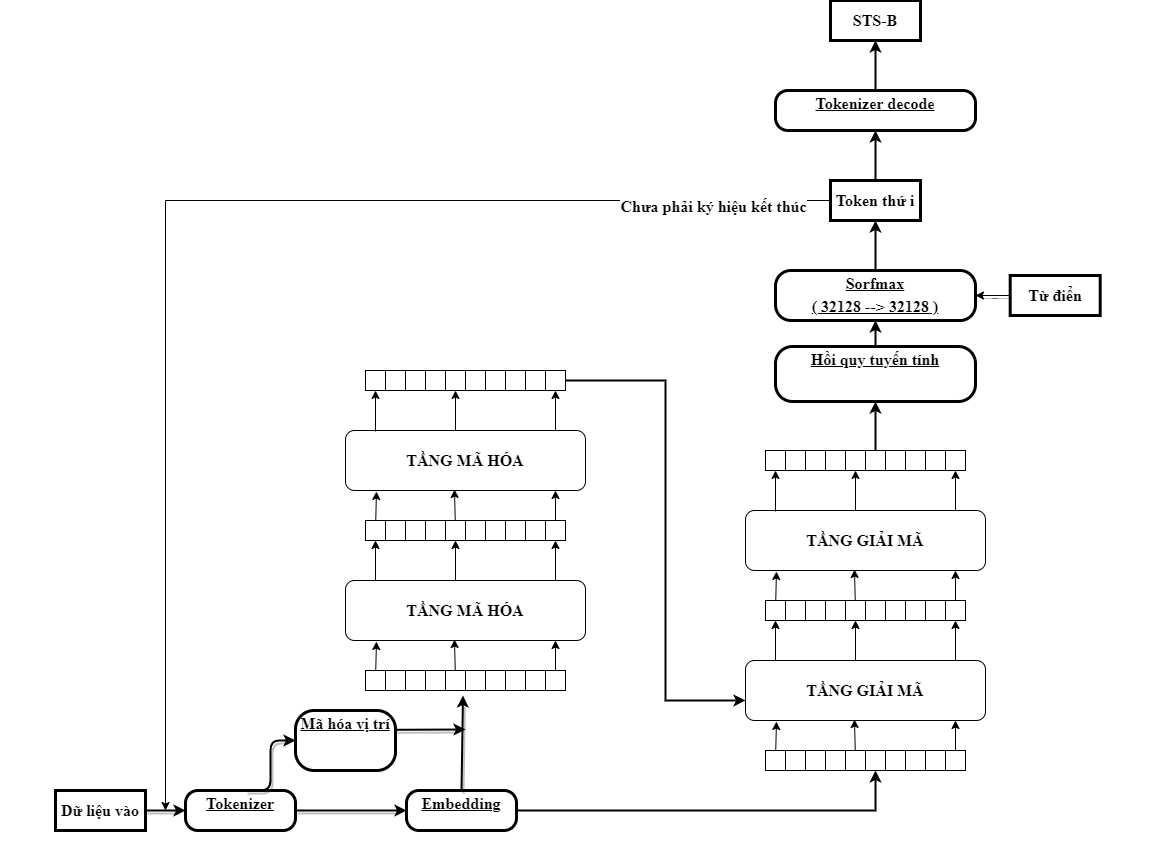 STS-B
Tokenizer decode
Chưa phải ký hiệu kết thúc
Token thứ i
Sorfmax
( 32128 --> 32128 )
Từ điển
Hồi quy tuyến tính
TẦNG MÃ HÓA
TẦNG GIẢI MÃ
TẦNG MÃ HÓA
TẦNG GIẢI MÃ
Mã hóa vị trí
Dữ liệu vào
Tokenizer
Embedding